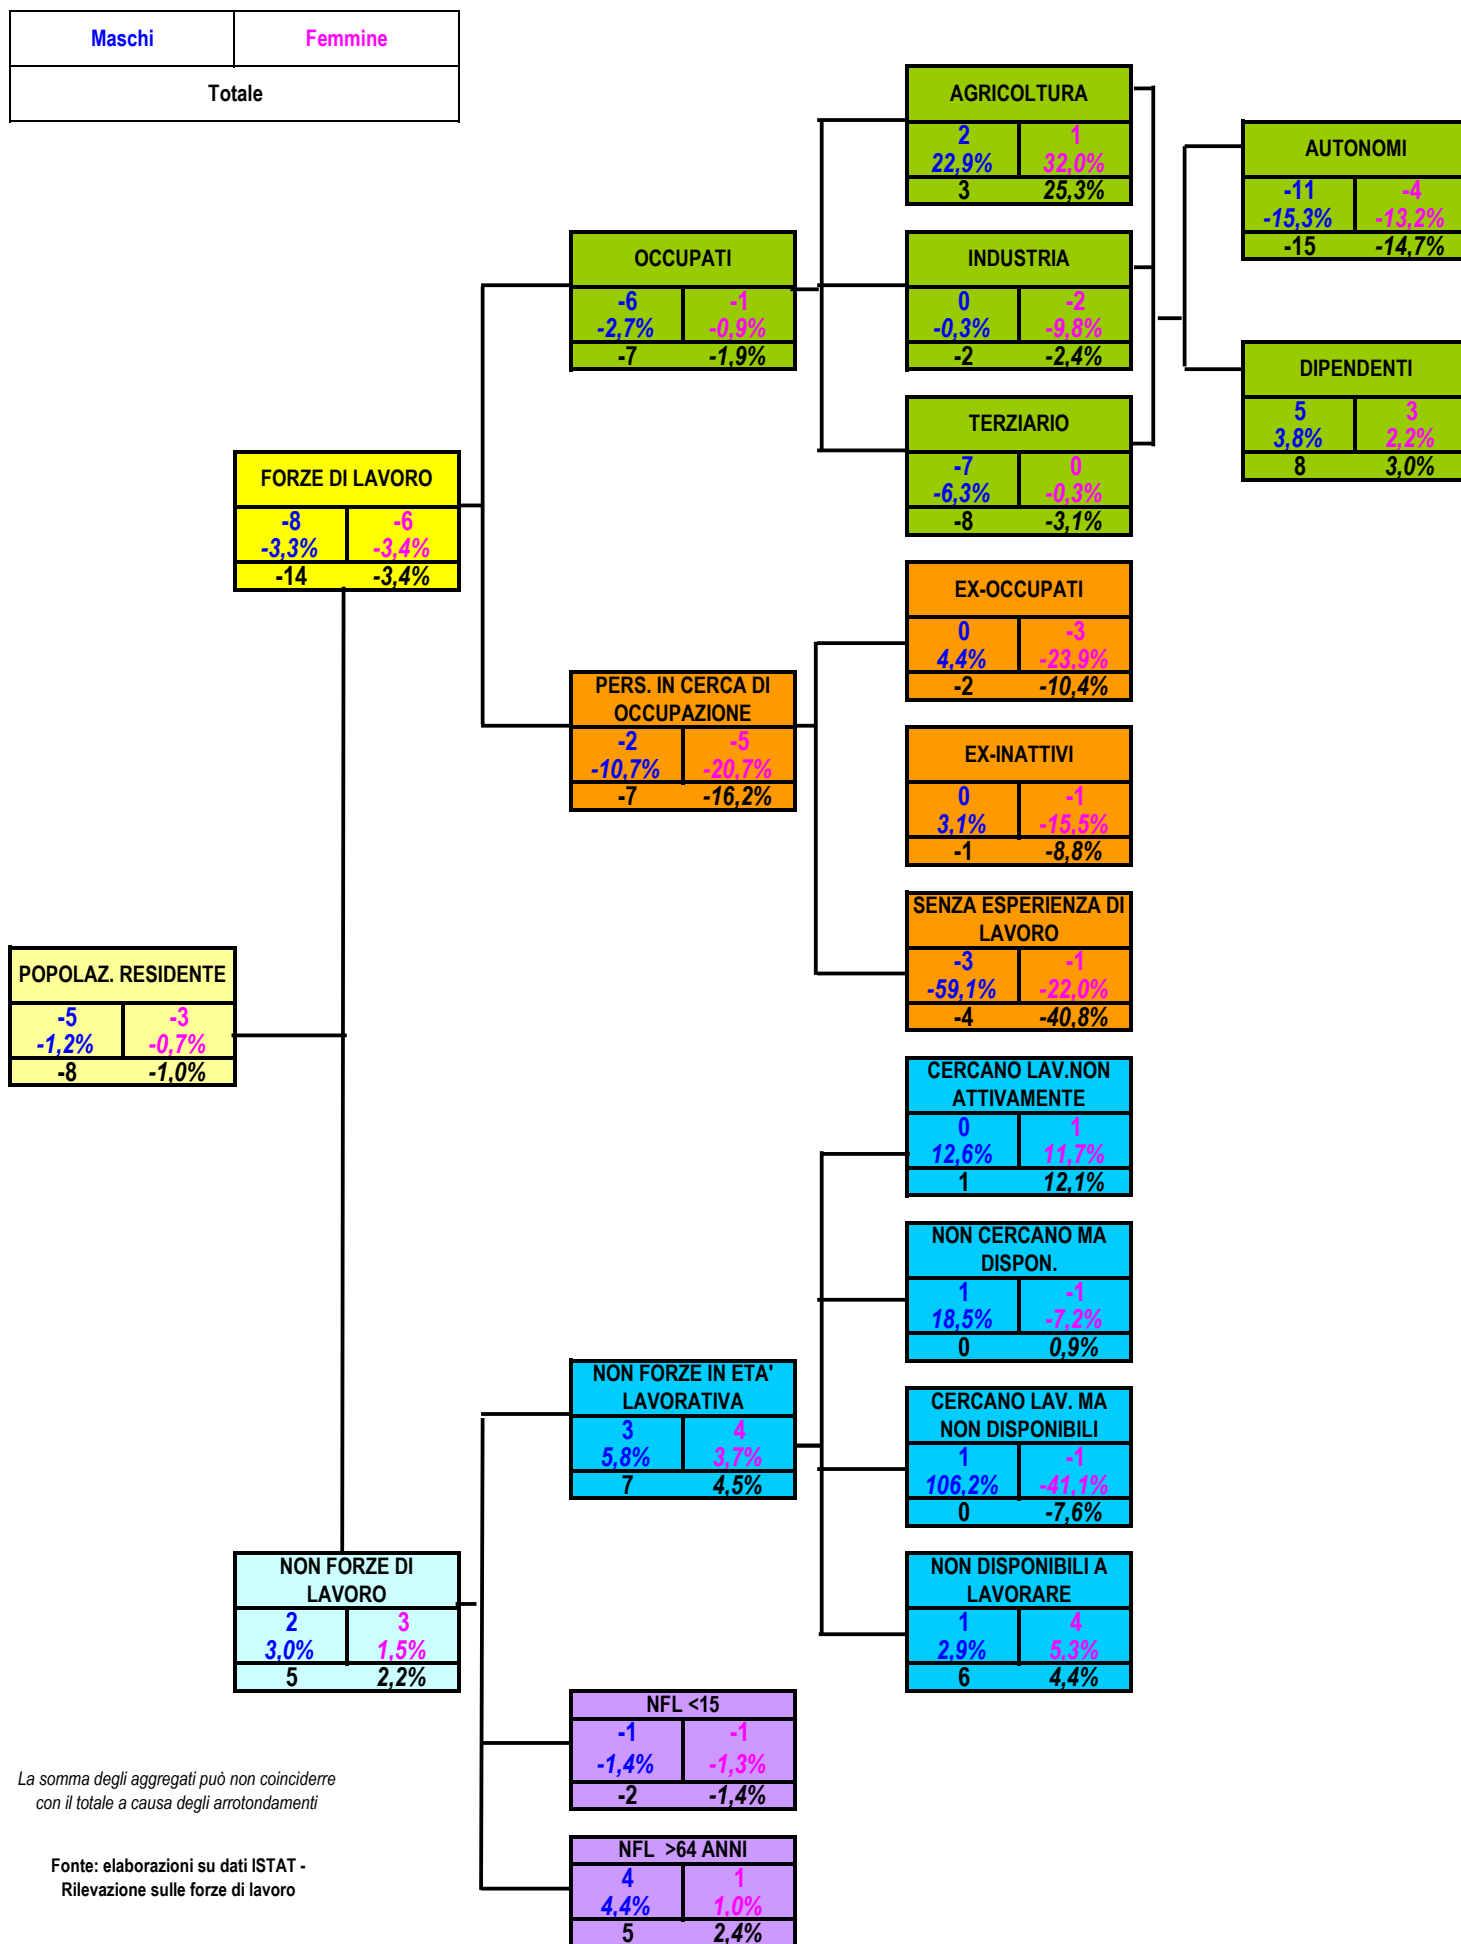 Maschi Femmine
Totale
AGRICOLTURA
2 1
22,9% 32,0%
3 25,3%
AUTONOMI
-11 -4
-15,3% -13,2%
-15 -14,7%
OCCUPATI
-6 -1
-2,7% -0,9%
-7 -1,9%
INDUSTRIA
0 -2
-0,3% -9,8%
-2 -2,4%
DIPENDENTI
5 3
3,8% 2,2%
8 3,0%
TERZIARIO
-7 0
-6,3% -0,3%
-8 -3,1%
FORZE DI LAVORO
-8 -6
-3,3% -3,4%
-14 -3,4%
EX-OCCUPATI
0 -3
4,4% -23,9%
-2 -10,4%
PERS. IN CERCA DI
OCCUPAZIONE
-2 -5
-10,7% -20,7%
-7 -16,2%
EX-INATTIVI
0 -1
3,1% -15,5%
-1 -8,8%
SENZA ESPERIENZA DI
LAVORO
-3 -1
-59,1% -22,0%
-4 -40,8%
POPOLAZ. RESIDENTE
-5 -3
-1,2% -0,7%
-8 -1,0%
CERCANO LAV.NON
ATTIVAMENTE
0 1
12,6% 11,7%
1 12,1%
NON CERCANO MA
DISPON.
1 -1
18,5% -7,2%
0 0,9%
NON FORZE IN ETA'
LAVORATIVA
3 4
5,8% 3,7%
7 4,5%
CERCANO LAV. MA
NON DISPONIBILI
1 -1
106,2% -41,1%
0 -7,6%
NON FORZE DI
LAVORO
2 3
3,0% 1,5%
5 2,2%
NON DISPONIBILI A
LAVORARE
1 4
2,9% 5,3%
6 4,4%
NFL <15
-1 -1
-1,4% -1,3%
-2 -1,4%
La somma degli aggregati può non coinciderre
con il totale a causa degli arrotondamenti
NFL >64 ANNI
4 1
4,4% 1,0%
5 2,4%
Fonte: elaborazioni su dati ISTAT -
Rilevazione sulle forze di lavoro